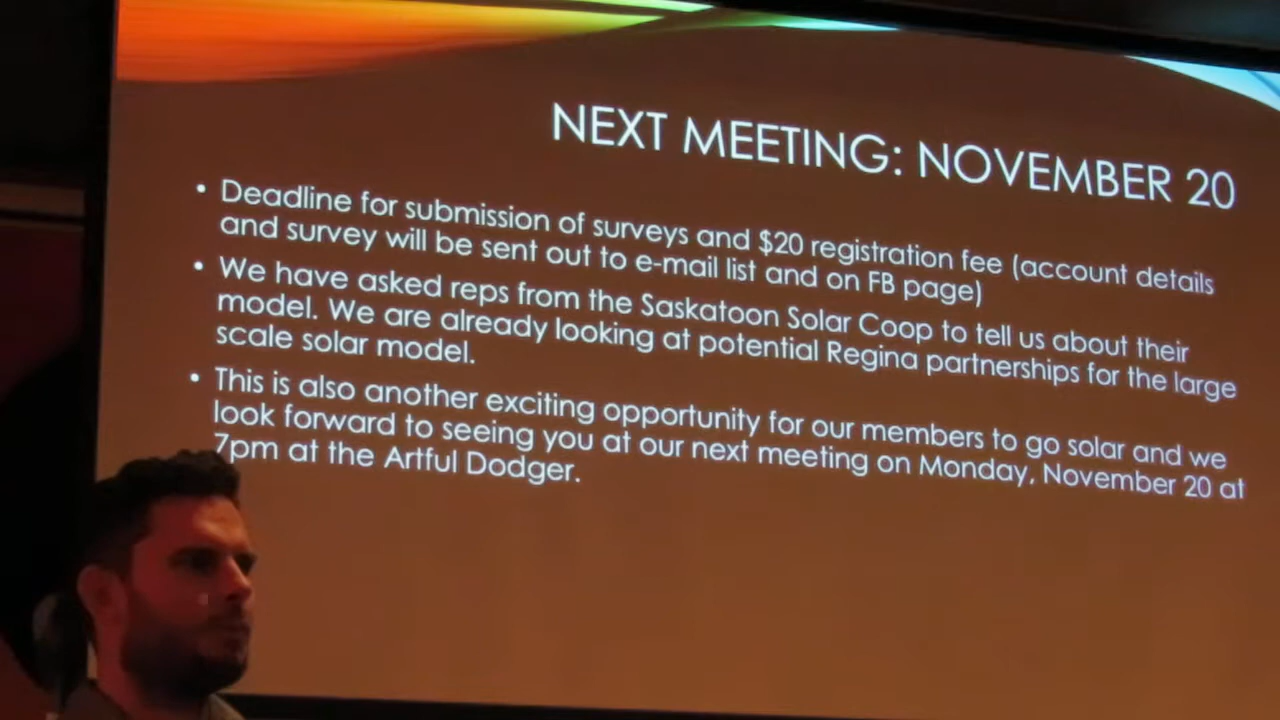 NEXT MEETING: NOVEMBER 20
• Deadline for submission of surveys and $20 registration fee (account details
and survey will be sent out to e-mail list and on FB page)
• We have asked reps from the Saskatoon Solar Coop to tell us about their
model. We are already looking at potential Regina partnerships for the large
scale solar model.
• This is also another exciting opportunity for our members to go solar and we
look forward to seeing you at our next meeting on Monday, November 20 at
7pm at the Artful Dodger.